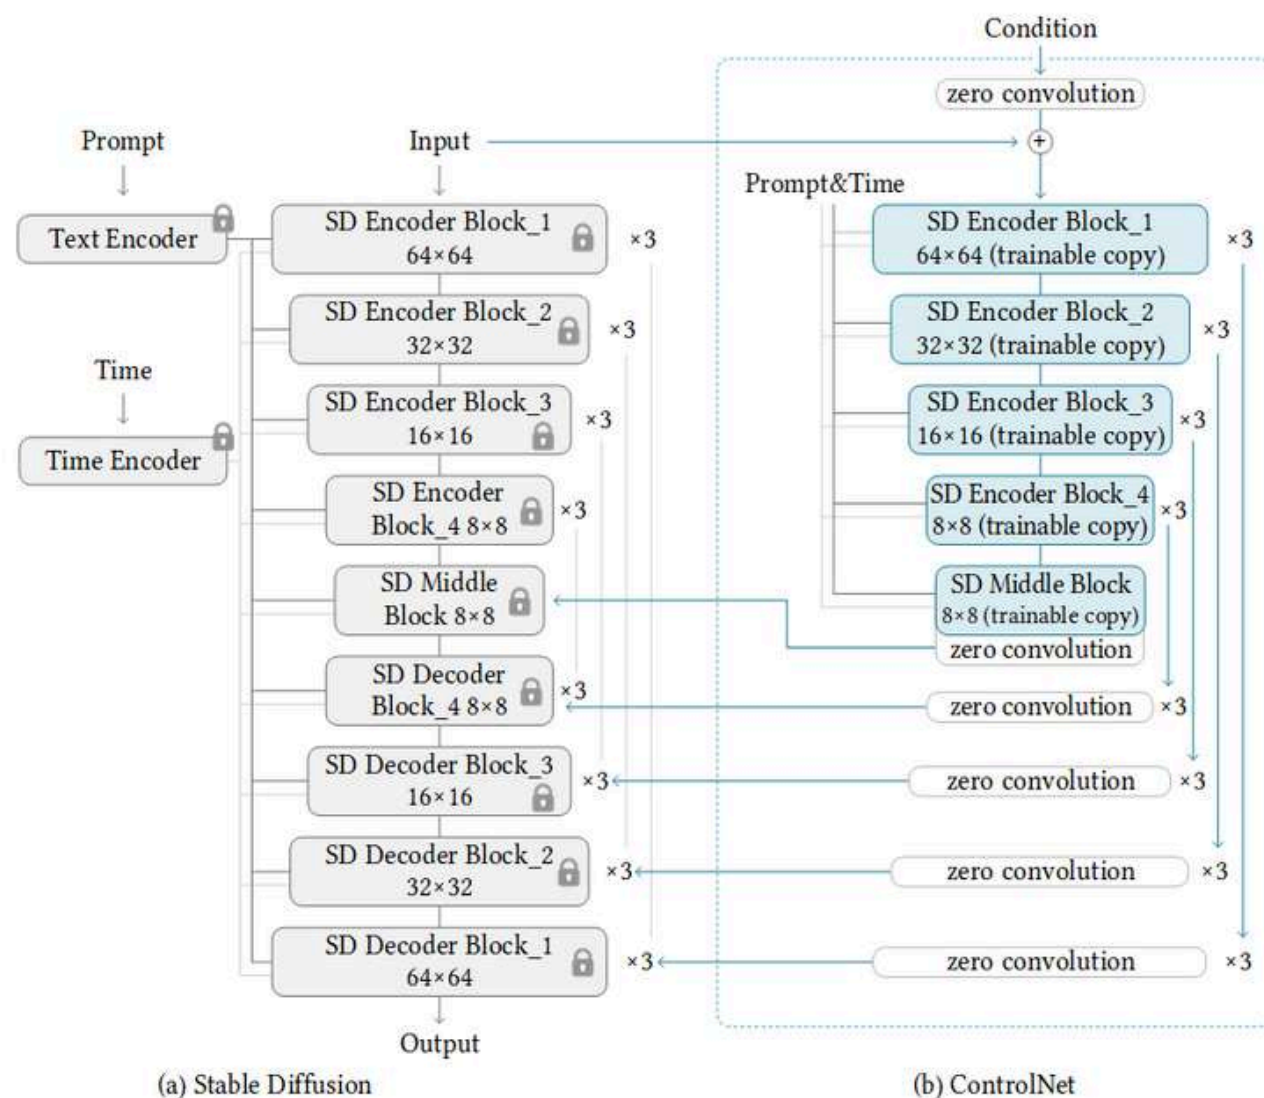 Condition
zero convolution
Prompt
Input
+
Prompt&Time
Text Encoder
SD Encoder Block_1
64×64
×3
SD Encoder Block_1
64×64 (trainable copy)
×3
SD Encoder Block_2
32×32
×3
SD Encoder Block_2
32×32 (trainable copy)
×3
Time
Time Encoder
SD Encoder Block_3
16×16
×3
SD Encoder Block_3
16×16 (trainable copy)
×3
SD Encoder
Block_4 8×8
×3
SD Encoder Block_4
8×8 (trainable copy)
×3
SD Middle
Block 8×8
SD Middle Block
8×8 (trainable copy)
zero convolution
SD Decoder
Block_4 8×8
×3
zero convolution
×3
SD Decoder Block_3
16×16
×3
zero convolution
×3
SD Decoder Block_2
32×32
×3
zero convolution
×3
SD Decoder Block_1
64×64
×3
zero convolution
×3
Output
(a) Stable Diffusion
(b) ControlNet